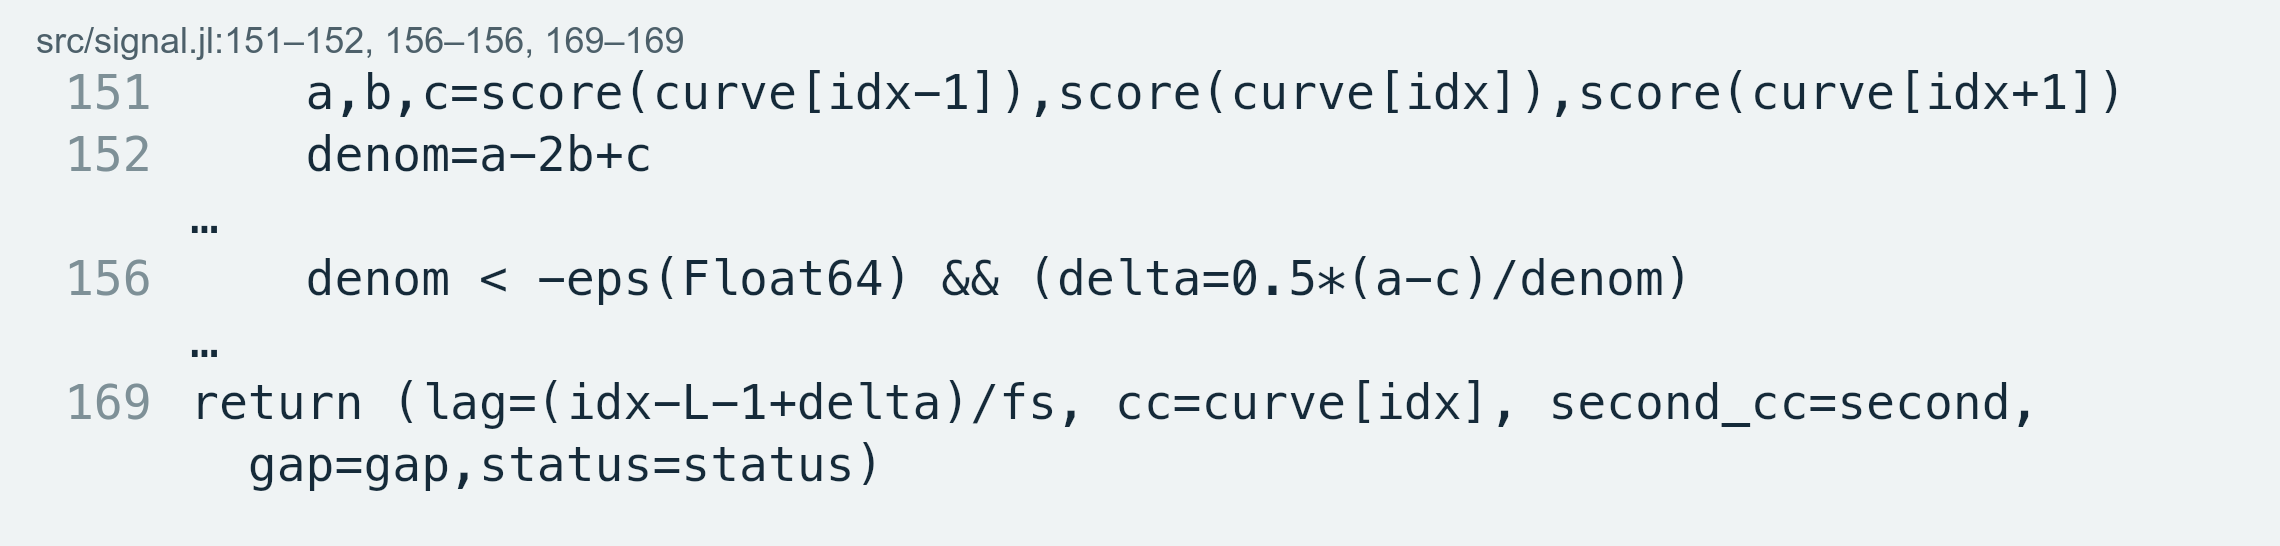 src/signal.jl:151–152, 156–156, 169–169
151 a,b,c=score(curve[idx−1]),score(curve[idx]),score(curve[idx+1])
152 denom=a−2b+c
…
156 denom < −eps(Float64) && (delta=0.5*(a−c)/denom)
…
169 return (lag=(idx−L−1+delta)/fs, cc=curve[idx], second_cc=second,
gap=gap,status=status)